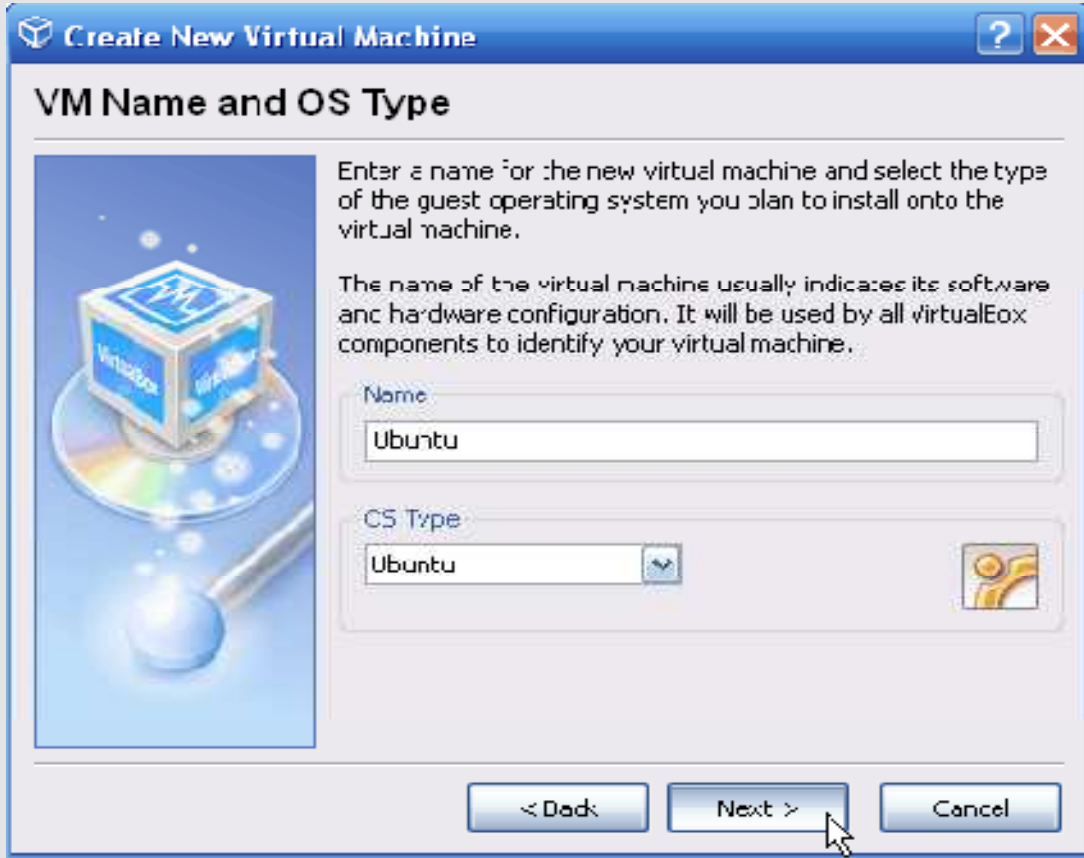 Create New Virtual Machine
?
VM Name and OS Type
Enter a name for the new virtual machine and select the type
of the guest operating system you plan to install onto the
virtual machine.
The name of the virtual machine usually indicates its software
and hardware configuration. It will be used by all VirtualBox
components to identify your virtual machine.
VirtualBox
VirtualBox
Name
Ubuntu
OS Type
Ubuntu
< Back
Next >
Cancel